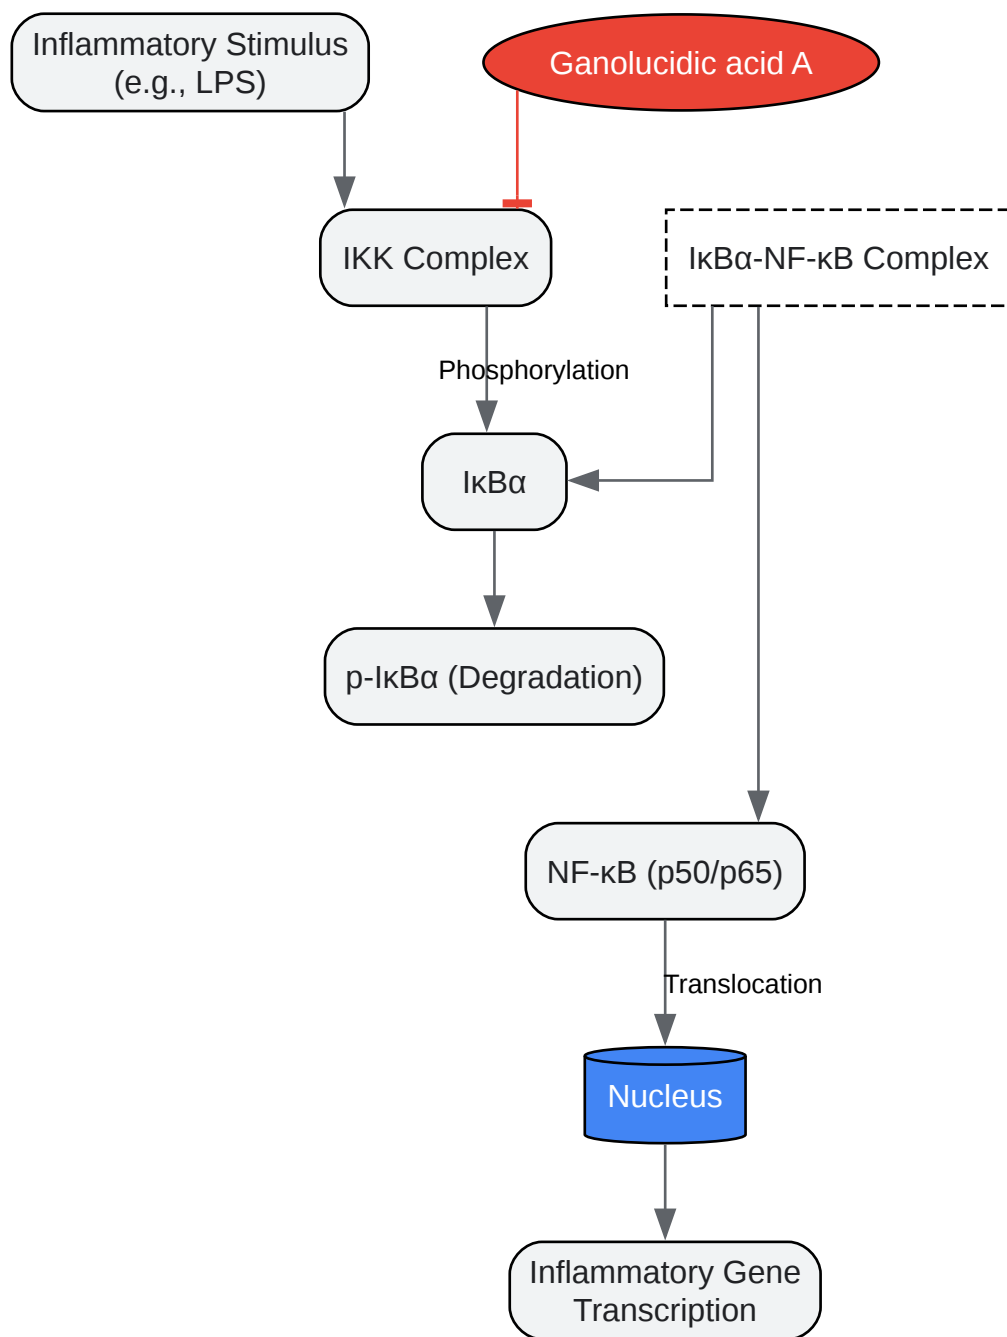 Inflammatory Stimulus
(e.g., LPS)
Ganolucidic acid A
IKK Complex
IκBα-NF-κB Complex
Phosphorylation
IκBα
p-IκBα (Degradation)
NF-κB (p50/p65)
Translocation
Nucleus
Inflammatory Gene
Transcription